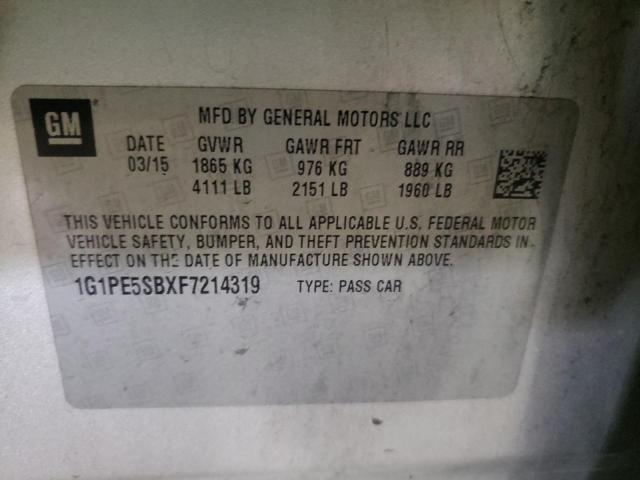 GM
MFD BY GENERAL MOTORS LLC
DATE GVWR GAWR FRT GAWR RR
03/15 1865 KG 976 KG 889 KG
4111 LB 2151 LB 1960 LB
THIS VEHICLE CONFORMS TO ALL APPLICABLE U.S. FEDERAL MOTOR
VEHICLE SAFETY, BUMPER, AND THEFT PREVENTION STANDARDS IN
EFFECT ON THE DATE OF MANUFACTURE SHOWN ABOVE.
1G1PE5SBXF7214319 TYPE: PASS CAR